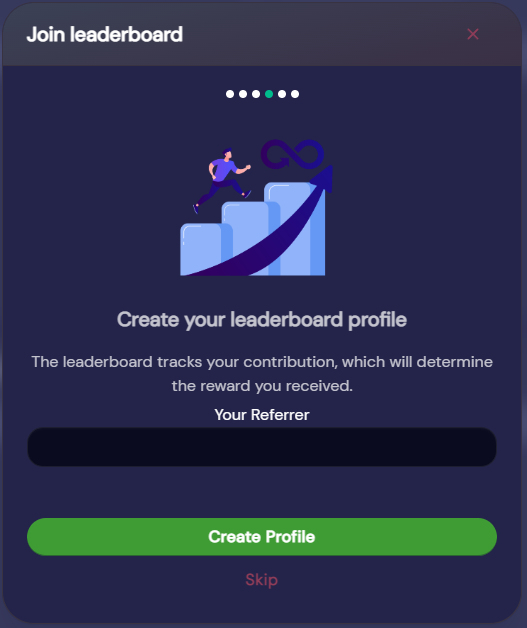 Join leaderboard
Create your leaderboard profile
The leaderboard tracks your contribution, which will determine
the reward you received.
Your Referrer
Create Profile
Skip